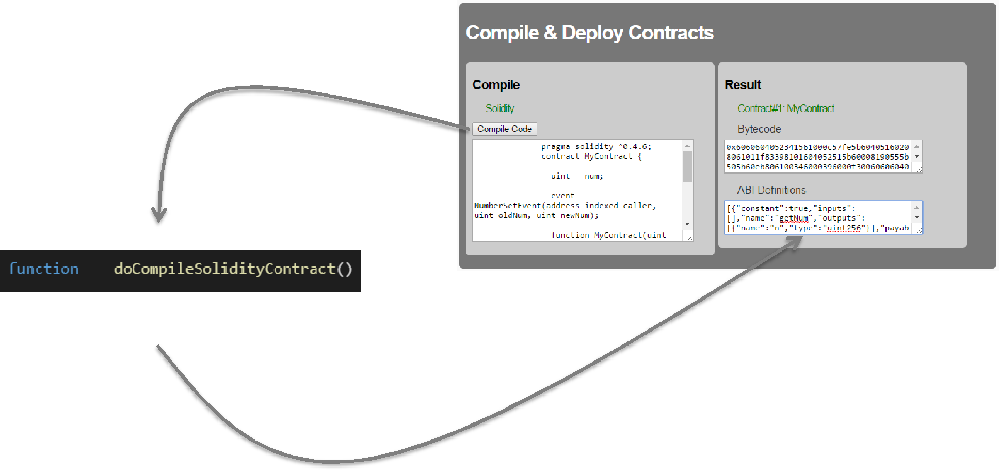 Compile & Deploy Contracts
Compile
Solidity
Compile Code
pragma solidity ^0.4.6;
contract MyContract {
uint   num;
event
NumberSetEvent(address indexed caller,
uint oldNum, uint newNum);
function MyContract(uint
Result
Contract#1: MyContract
Bytecode
0x6060604052341561000c57fe5b6040516020
8061011f83398101604052515b60008190555b
505b60eb806100346000396000f30060606040
ABI Definitions
[{"constant":true,"inputs":
[],"name":"getNum","outputs":
[{"name":"n","type":"uint256"}],"payab
function    doCompileSolidityContract()